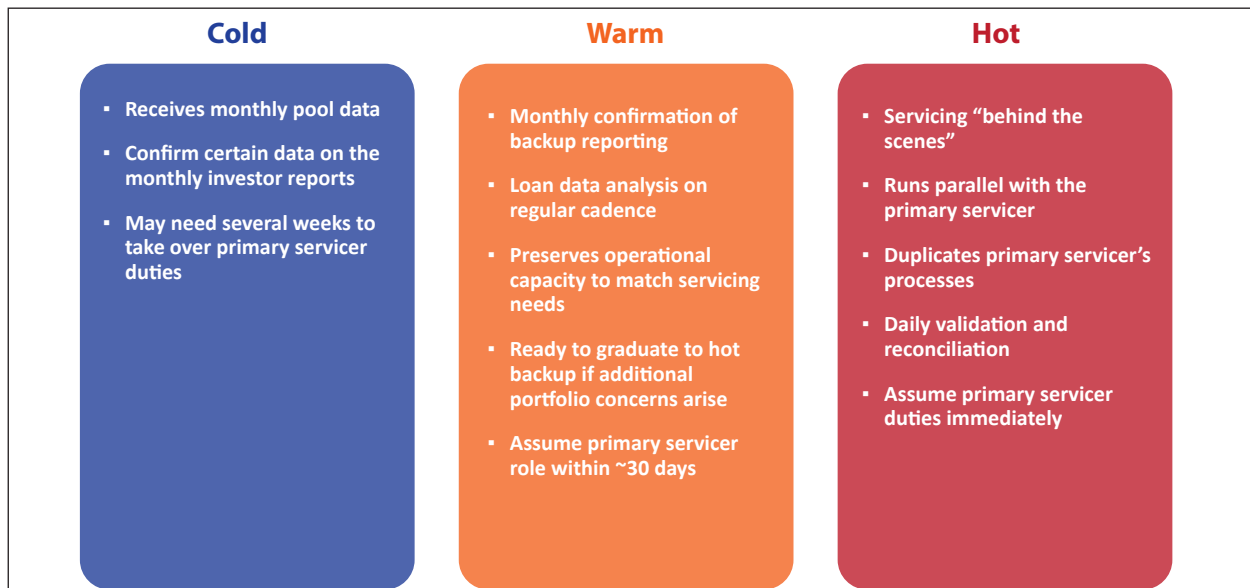 Cold
▪ Receives monthly pool data
▪ Confirm certain data on the
monthly investor reports
▪ May need several weeks to
take over primary servicer
duties
Warm
▪ Monthly confirmation of
backup reporting
▪ Loan data analysis on
regular cadence
▪ Preserves operational
capacity to match servicing
needs
▪ Ready to graduate to hot
backup if additional
portfolio concerns arise
▪ Assume primary servicer
role within ~30 days
Hot
▪ Servicing “behind the
scenes”
▪ Runs parallel with the
primary servicer
▪ Duplicates primary servicer’s
processes
▪ Daily validation and
reconciliation
▪ Assume primary servicer
duties immediately